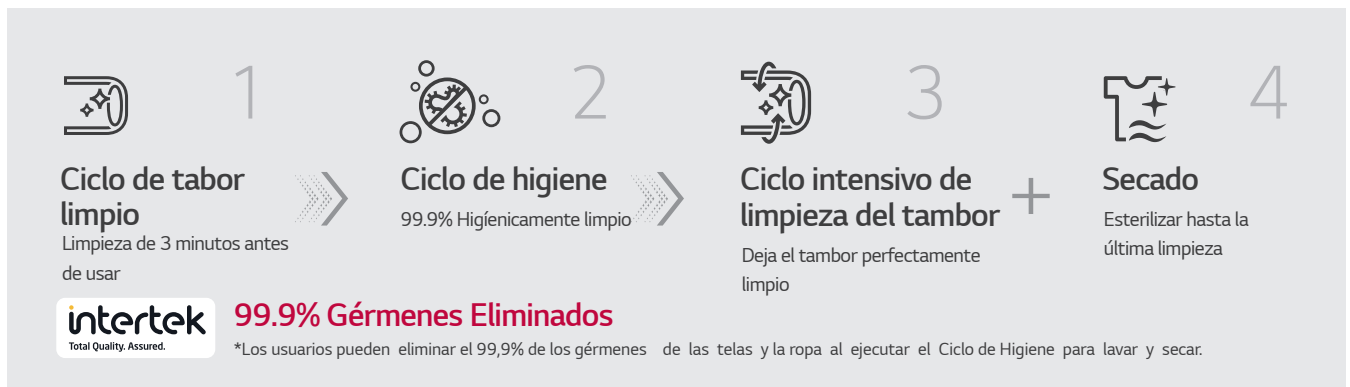 1
Ciclo de tabor
limpio
Limpieza de 3 minutos antes
de usar
2
Ciclo de higiene
99.9% Higíenicamente limpio
3
Ciclo intensivo de
limpieza del tambor
Deja el tambor perfectamente
limpio
+
4
Secado
Esterilizar hasta la
última limpieza
intertek
Total Quality. Assured.
99.9% Gérmenes Eliminados
*Los usuarios pueden eliminar el 99,9% de los gérmenes de las telas y la ropa al ejecutar el Ciclo de Higiene para lavar y secar.